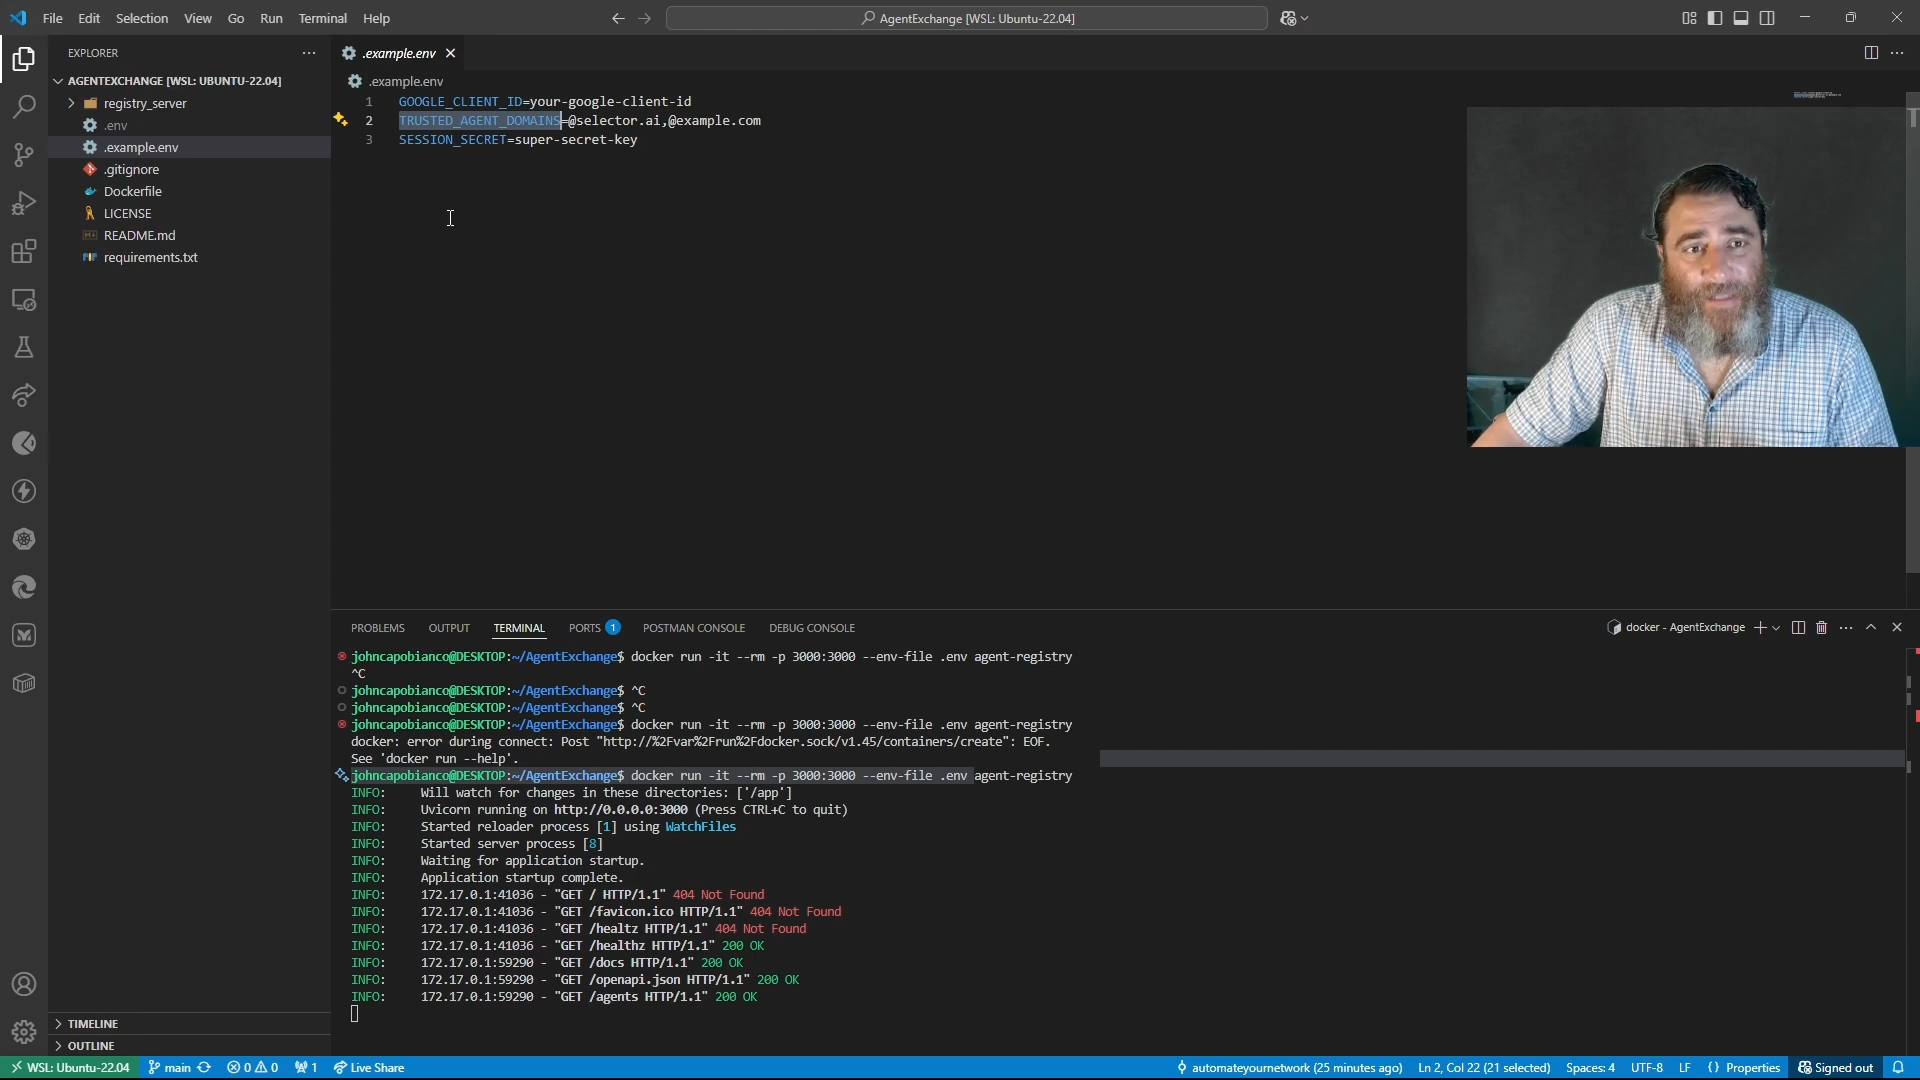 File Edit Selection View Go Run Terminal Help
AgentExchange [WSL: Ubuntu-22.04]
EXPLORER
.example.env
AGENTEXCHANGE [WSL: UBUNTU-22.04]
.example.env
registry_server
.env
.example.env
.gitignore
Dockerfile
LICENSE
README.md
requirements.txt
1 GOOGLE_CLIENT_ID=your-google-client-id
2 TRUSTED_AGENT_DOMAINS=@selector.ai,@example.com
3 SESSION_SECRET=super-secret-key
PROBLEMS OUTPUT TERMINAL PORTS 1 POSTMAN CONSOLE DEBUG CONSOLE
docker - AgentExchange
johncapobianco@DESKTOP:~/AgentExchange$ docker run -it --rm -p 3000:3000 --env-file .env agent-registry
^C
johncapobianco@DESKTOP:~/AgentExchange$ ^C
johncapobianco@DESKTOP:~/AgentExchange$ ^C
johncapobianco@DESKTOP:~/AgentExchange$ docker run -it --rm -p 3000:3000 --env-file .env agent-registry
docker: error during connect: Post "http://%2Fvar%2Frun%2Fdocker.sock/v1.45/containers/create": EOF.
See 'docker run --help'.
johncapobianco@DESKTOP:~/AgentExchange$ docker run -it --rm -p 3000:3000 --env-file .env agent-registry
INFO: Will watch for changes in these directories: ['/app']
INFO: Uvicorn running on http://0.0.0.0:3000 (Press CTRL+C to quit)
INFO: Started reloader process [1] using WatchFiles
INFO: Started server process [8]
INFO: Waiting for application startup.
INFO: Application startup complete.
INFO: 172.17.0.1:41036 - "GET / HTTP/1.1" 404 Not Found
INFO: 172.17.0.1:41036 - "GET /favicon.ico HTTP/1.1" 404 Not Found
INFO: 172.17.0.1:41036 - "GET /healtz HTTP/1.1" 404 Not Found
INFO: 172.17.0.1:41036 - "GET /healthz HTTP/1.1" 200 OK
INFO: 172.17.0.1:59290 - "GET /docs HTTP/1.1" 200 OK
INFO: 172.17.0.1:59290 - "GET /openapi.json HTTP/1.1" 200 OK
INFO: 172.17.0.1:59290 - "GET /agents HTTP/1.1" 200 OK
TIMELINE
OUTLINE
WSL: Ubuntu-22.04 main 0 0 1 Live Share
automateyournetwork (25 minutes ago) Ln 2, Col 22 (21 selected) Spaces: 4 UTF-8 LF {} Properties Signed out